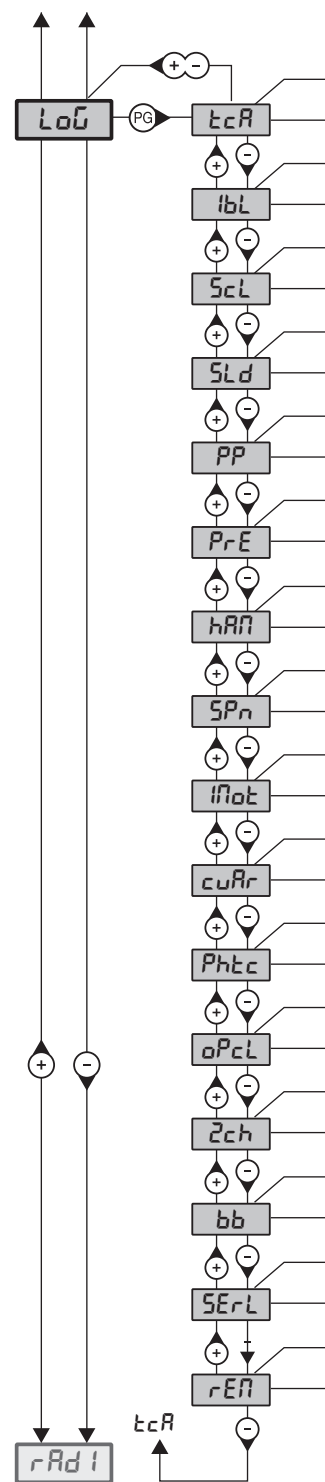 + -
LoG PG tcA
+ -
IbL
+ -
ScL
+ -
SLd
+ -
PP
+ -
PrE
+ -
hAM
+ -
SPn
+ -
IMot
+ -
cuAr
+ -
Phtc
+ -
oPcL
+ - + -
2ch
+ -
bb
+ -
SErL
+ -
rEM
tcA -
rAd1